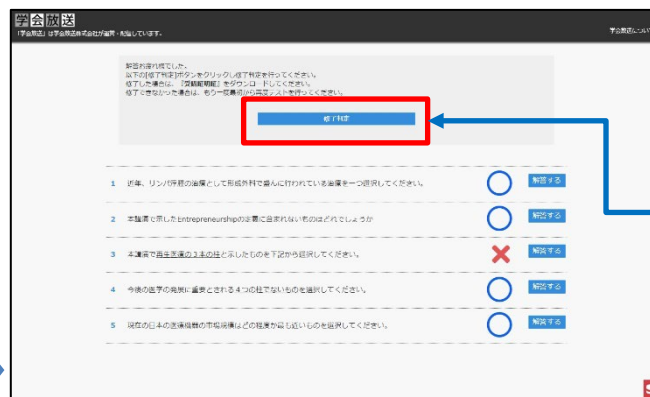 学会放送
「学会放送」は学会放送株式会社が運営・配信しています。
学会放送につい
解答お疲れ様でした。
以下の[修了判定]ボタンをクリックし修了判定を行ってください。
修了した場合は、『受講証明証』をダウンロードしてください。
修了できなかった場合は、もう一度最初から再度テストを行ってください。
修了判定
1 近年、リンパ浮腫の治療として形成外科で盛んに行われている治療を一つ選択してください。 解答する
2 本講演で示したEntrepreneurshipの定義に含まれないものはどれでしょうか 解答する
3 本講演で再生医療の3本の柱と示したものを下記から選択してください。 解答する
4 今後の医学の発展に重要とされる4つの柱でないものを選択してください。 解答する
5 現在の日本の医療機器の市場規模はどの程度か最も近いものを選択してください。 解答する